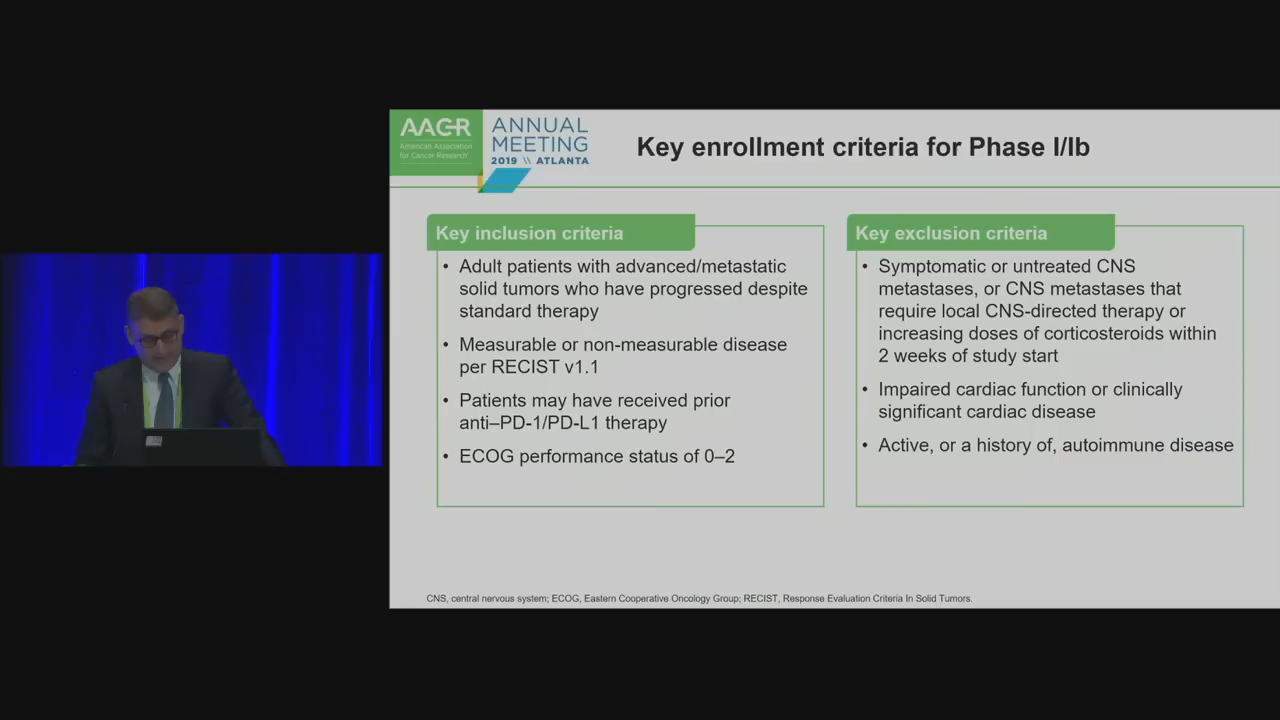 AACR
American Association
for Cancer Research
ANNUAL
MEETING
2019 \\ ATLANTA
Key enrollment criteria for Phase I/Ib
Key inclusion criteria
• Adult patients with advanced/metastatic
solid tumors who have progressed despite
standard therapy
• Measurable or non-measurable disease
per RECIST v1.1
• Patients may have received prior
anti–PD-1/PD-L1 therapy
• ECOG performance status of 0–2
Key exclusion criteria
• Symptomatic or untreated CNS
metastases, or CNS metastases that
require local CNS-directed therapy or
increasing doses of corticosteroids within
2 weeks of study start
• Impaired cardiac function or clinically
significant cardiac disease
• Active, or a history of, autoimmune disease
CNS, central nervous system; ECOG, Eastern Cooperative Oncology Group; RECIST, Response Evaluation Criteria In Solid Tumors.